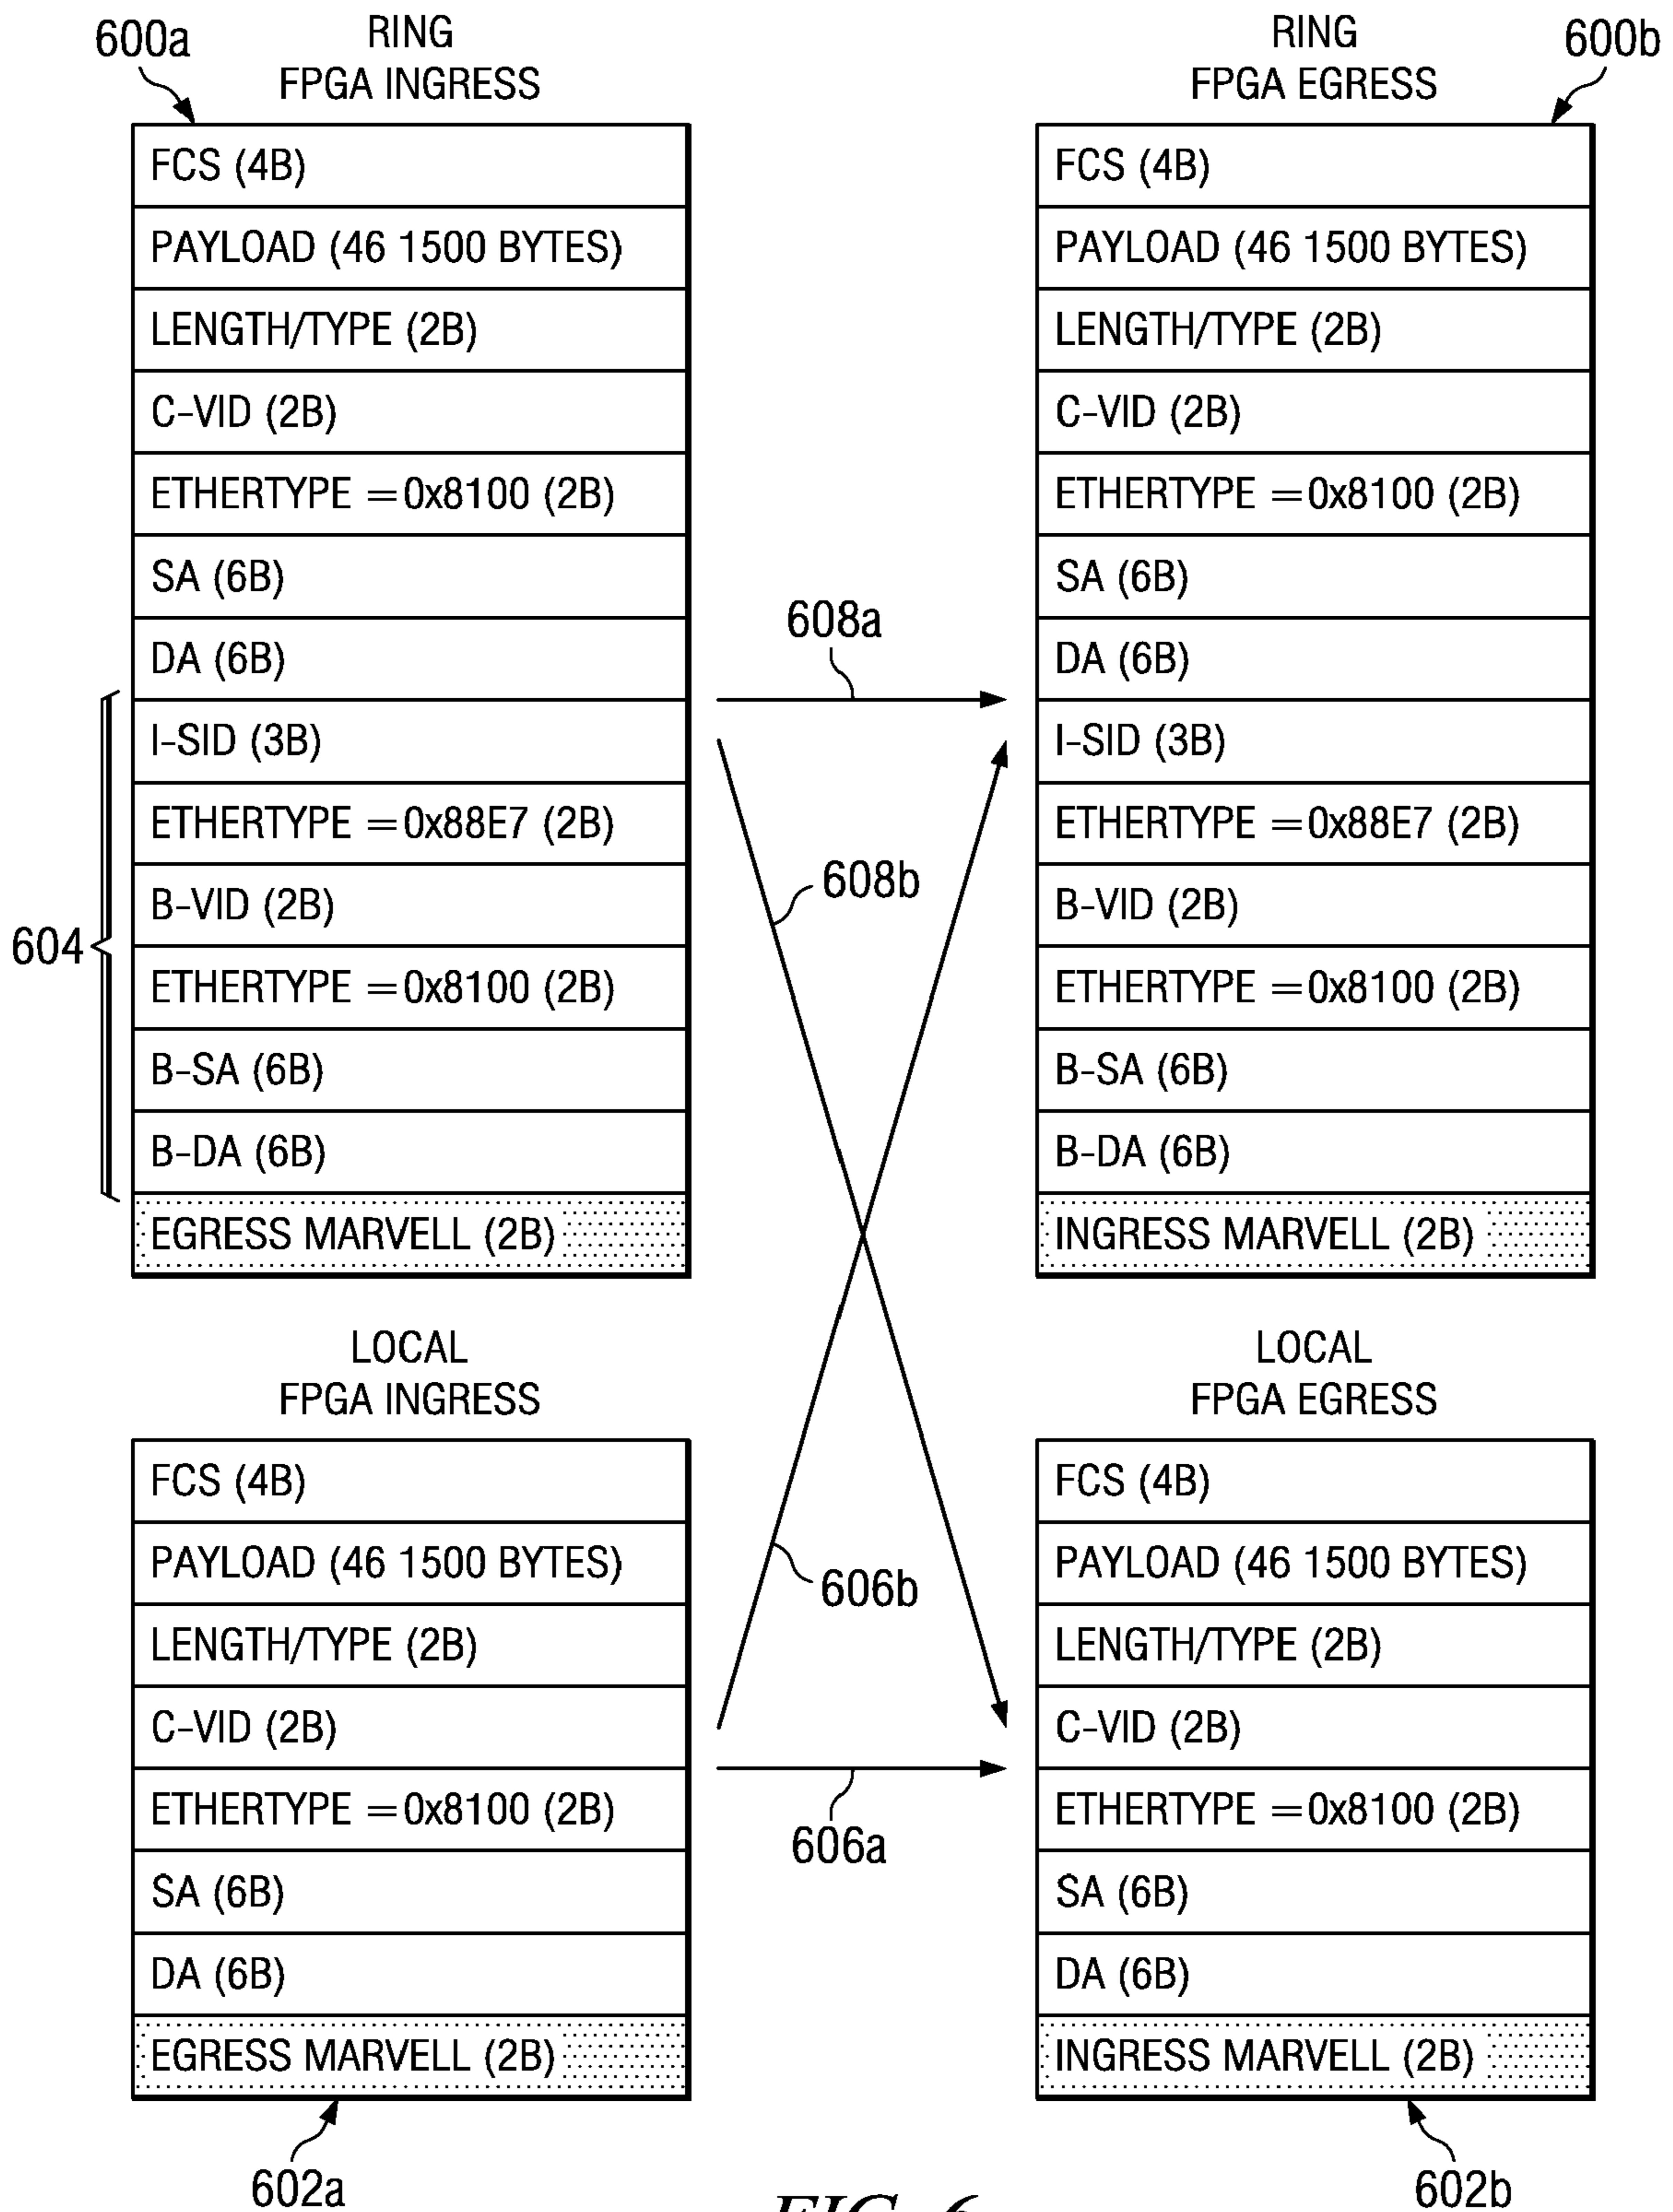 600a
RING
FPGA INGRESS
FCS (4B)
PAYLOAD (46 1500 BYTES)
LENGTH/TYPE (2B)
C-VID (2B)
ETHERTYPE =0x8100 (2B)
SA (6B)
DA (6B)
I-SID (3B)
ETHERTYPE =0x88E7 (2B)
B-VID (2B)
ETHERTYPE =0x8100 (2B)
B-SA (6B)
B-DA (6B)
EGRESS MARVELL (2B)
604
RING
FPGA EGRESS
600b
FCS (4B)
PAYLOAD (46 1500 BYTES)
LENGTH/TYPE (2B)
C-VID (2B)
ETHERTYPE =0x8100 (2B)
SA (6B)
DA (6B)
I-SID (3B)
ETHERTYPE =0x88E7 (2B)
B-VID (2B)
ETHERTYPE =0x8100 (2B)
B-SA (6B)
B-DA (6B)
INGRESS MARVELL (2B)
608a
608b
606b
606a
LOCAL
FPGA INGRESS
FCS (4B)
PAYLOAD (46 1500 BYTES)
LENGTH/TYPE (2B)
C-VID (2B)
ETHERTYPE =0x8100 (2B)
SA (6B)
DA (6B)
EGRESS MARVELL (2B)
602a
LOCAL
FPGA EGRESS
FCS (4B)
PAYLOAD (46 1500 BYTES)
LENGTH/TYPE (2B)
C-VID (2B)
ETHERTYPE =0x8100 (2B)
SA (6B)
DA (6B)
INGRESS MARVELL (2B)
602b
FIG. 6